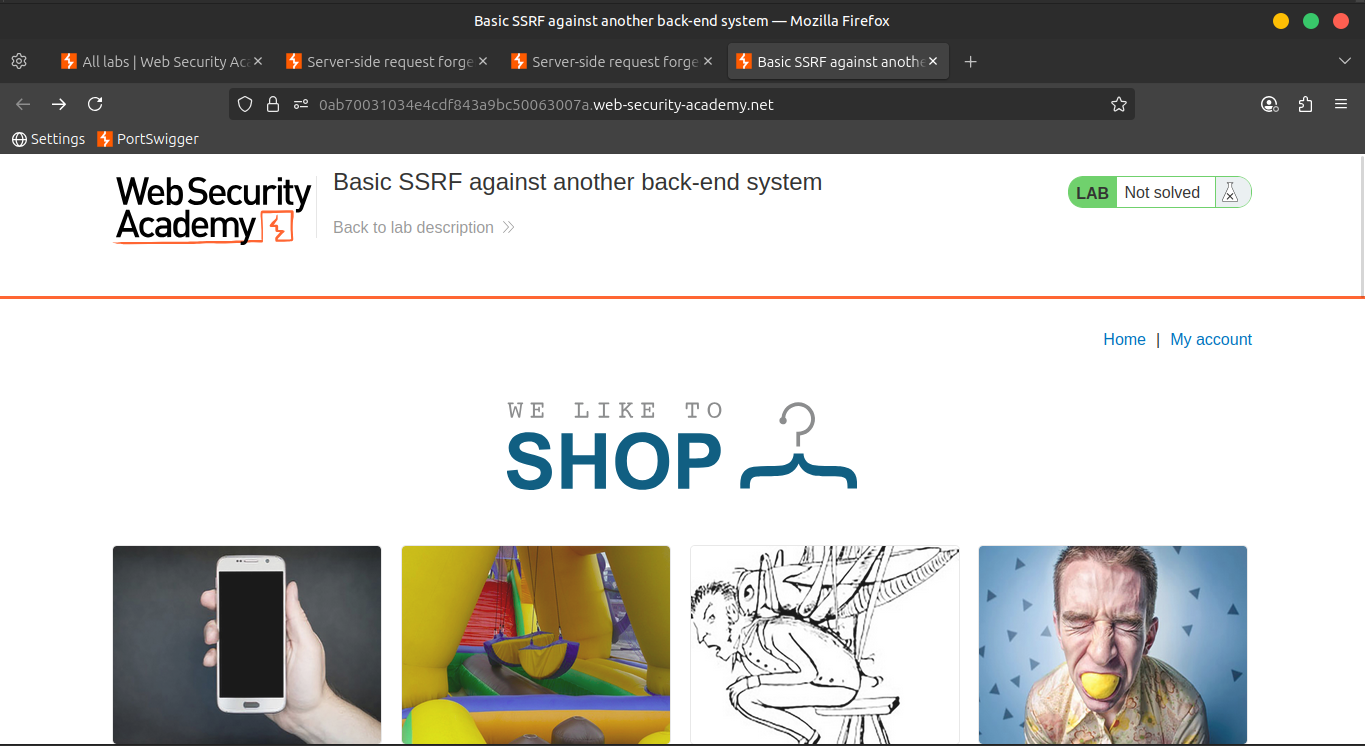 Basic SSRF against another back-end system — Mozilla Firefox
All labs | Web Security Aca
Server-side request forge
Server-side request forge
Basic SSRF against anothe
0ab70031034e4cdf843a9bc50063007a.web-security-academy.net
Settings
PortSwigger
Web Security
Academy
Basic SSRF against another back-end system
Back to lab description
LAB
Not solved
Home | My account
WE LIKE TO
SHOP